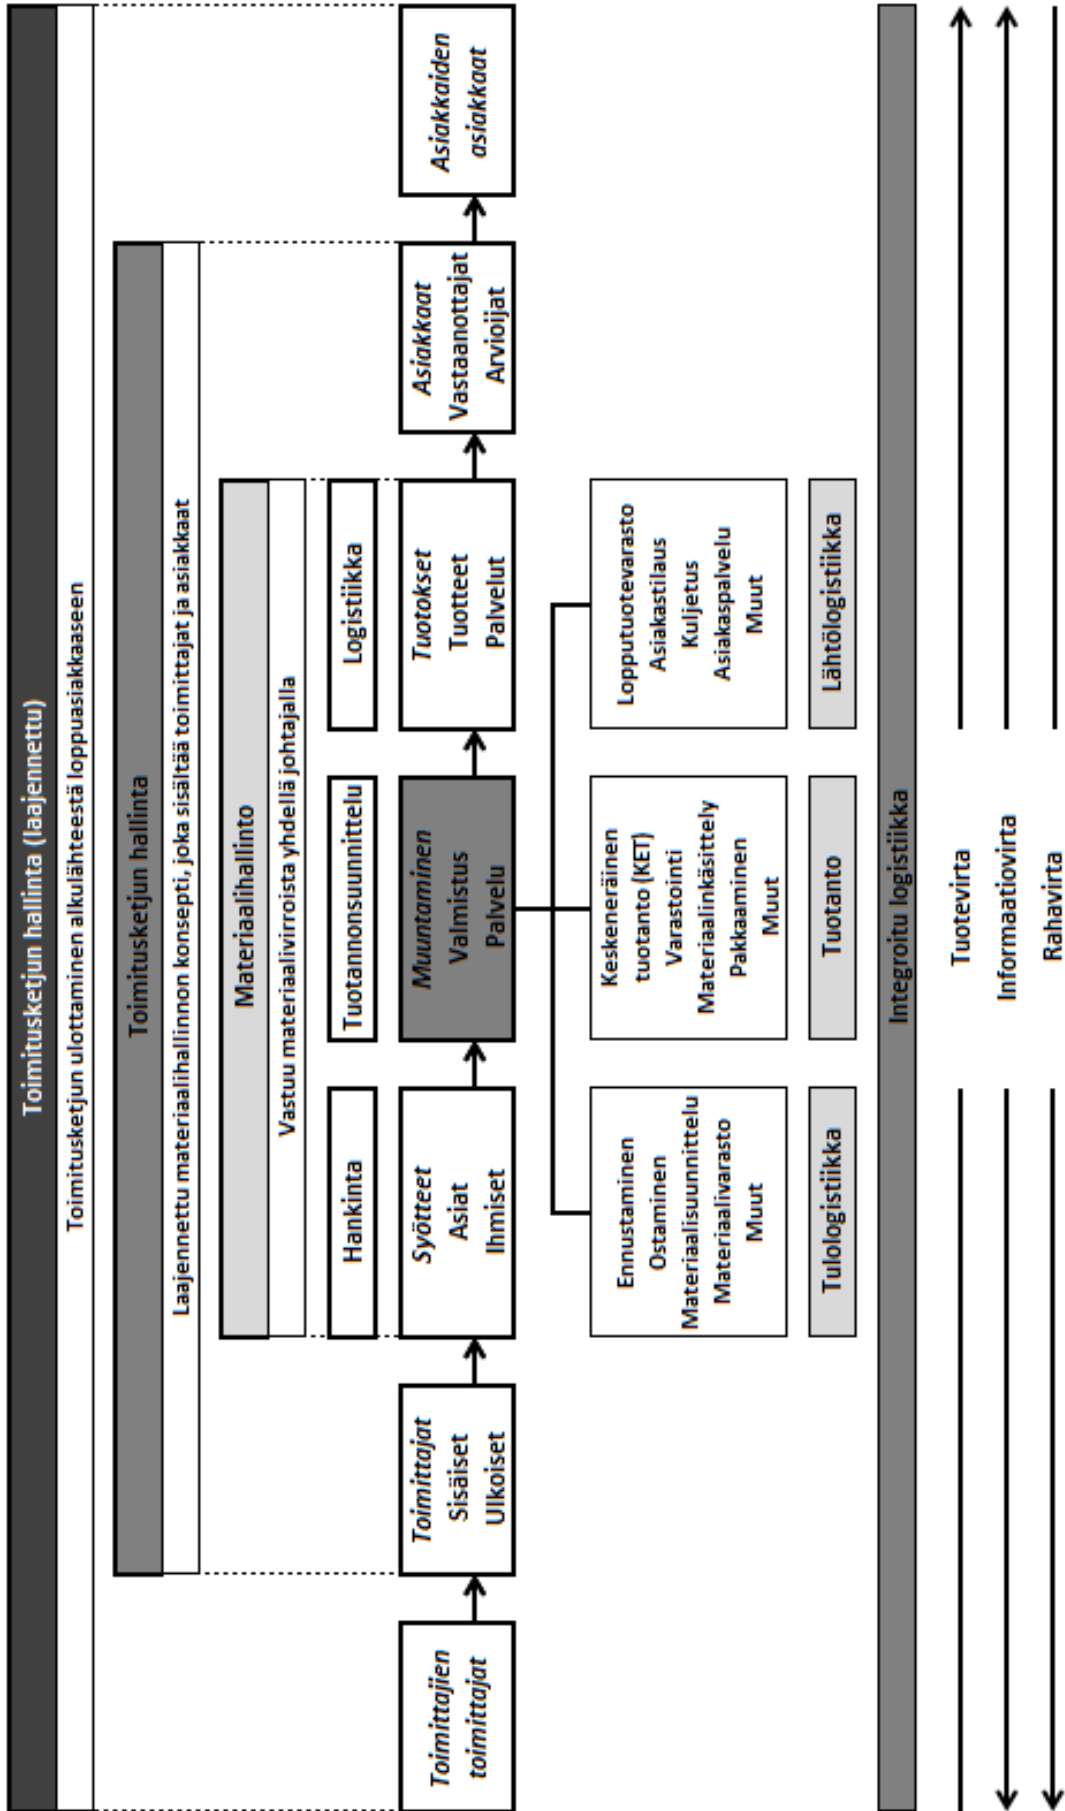 Toimitusketjun hallinta (laajennettu)
Toimitusketjun ulottaminen alkulähteestä loppuasiakkaaseen
Toimitusketjun hallinta
Laajennettu materiaalihallinnon konsepti, joka sisältää toimittajat ja asiakkaat
Materiaalihallinto
Vastuu materiaalivirroista yhdellä johtajalla
Hankinta
Tuotannonsuunnittelu
Logistiikka
Toimittajien
toimittajat
Toimittajat
Sisäiset
Ulkoiset
Syötteet
Asiat
Ihmiset
Muuntaminen
Valmistus
Palvelu
Tuotokset
Tuotteet
Palvelut
Asiakkaat
Vastaanottajat
Arvioijat
Asiakkaiden
asiakkaat
Ennustaminen
Ostaminen
Materiaalisuunnittelu
Materiaalivarasto
Muut
Keskeneräinen
tuotanto (KET)
Varastointi
Materiaalinkäsittely
Pakkaaminen
Muut
Lopputuotevarasto
Asiakastilaus
Kuljetus
Asiakaspalvelu
Muut
Tulologistiikka
Tuotanto
Lähtölogistiikka
Integroitu logistiikka
Tuotevirta
Informaatiovirta
Rahavirta